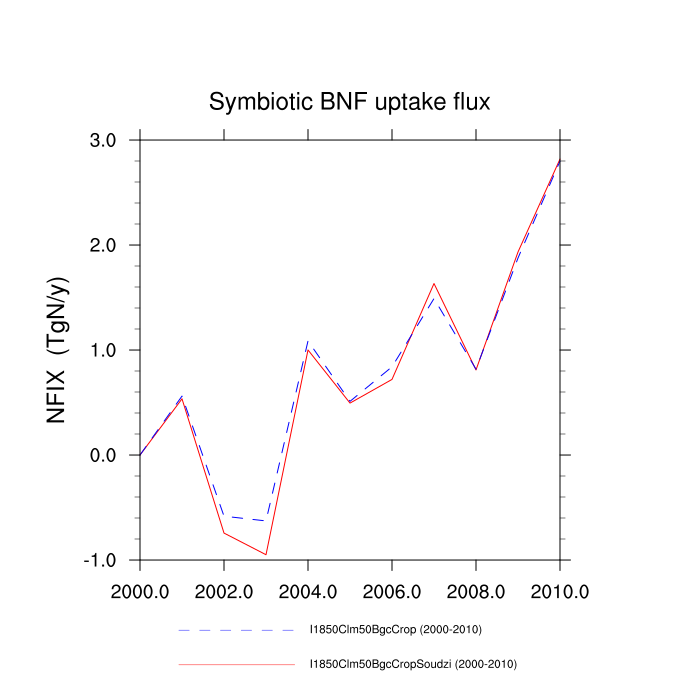 Symbiotic BNF uptake flux
3.0
2.0
1.0
0.0
-1.0
NFIX (TgN/y)
2000.0 2002.0 2004.0 2006.0 2008.0 2010.0
I1850Clm50BgcCrop (2000-2010)
I1850Clm50BgcCropSoudzi (2000-2010)